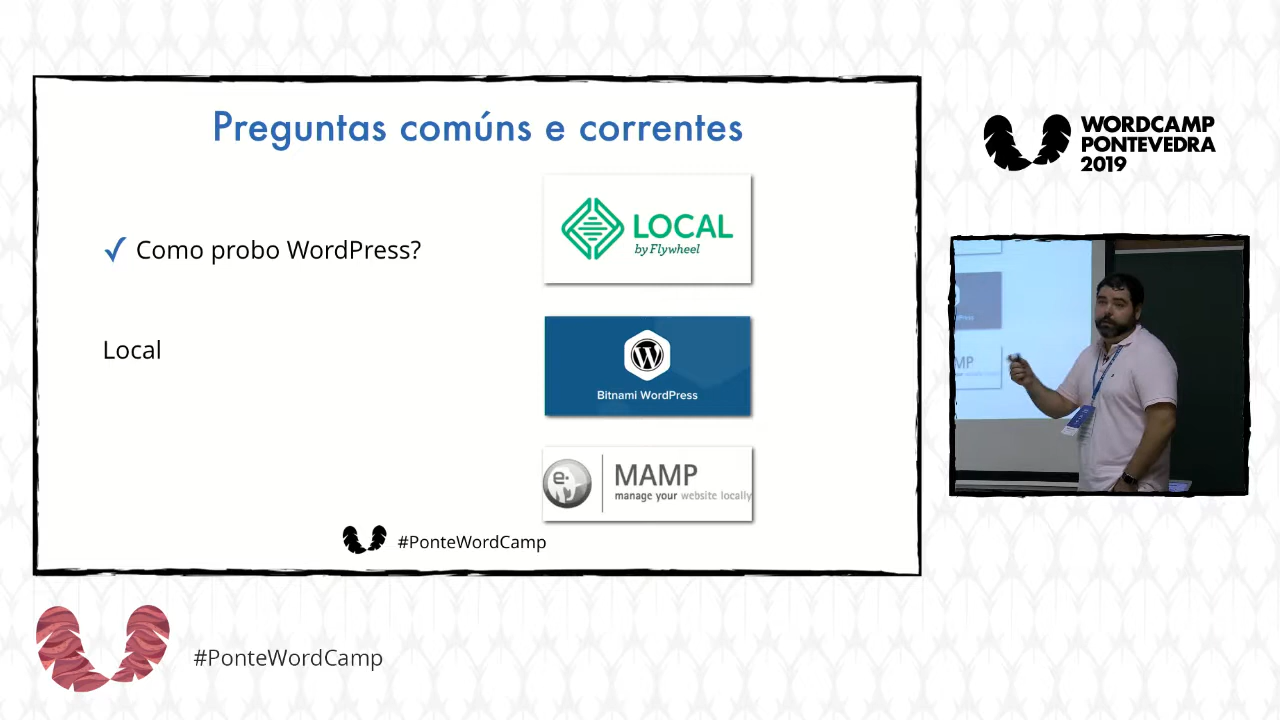 Preguntas comúns e correntes
✓ Como probo WordPress?
Local
LOCAL
by Flywheel
Bitnami WordPress
e.
MAMP
manage your website locally
#PonteWordCamp
WORDCAMP
PONTEVEDRA
2019
MP
#PonteWordCamp